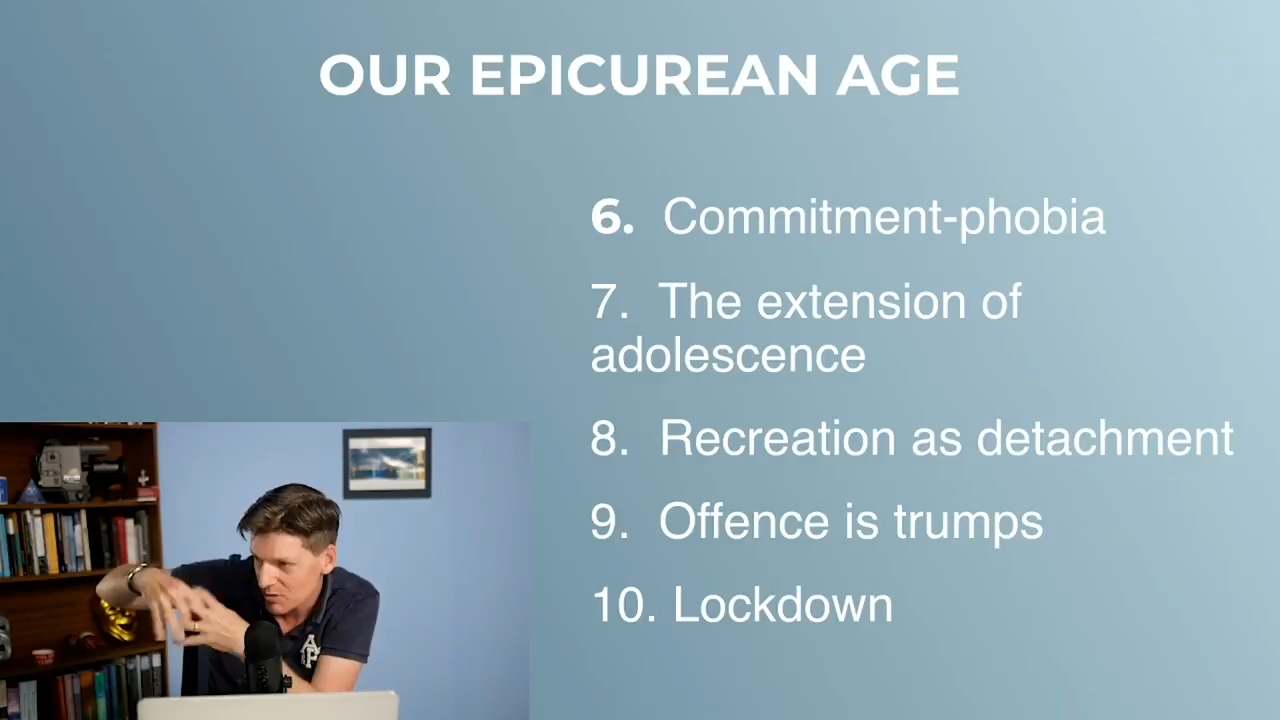 OUR EPICUREAN AGE
6. Commitment-phobia
7. The extension of
adolescence
8. Recreation as detachment
9. Offence is trumps
10. Lockdown